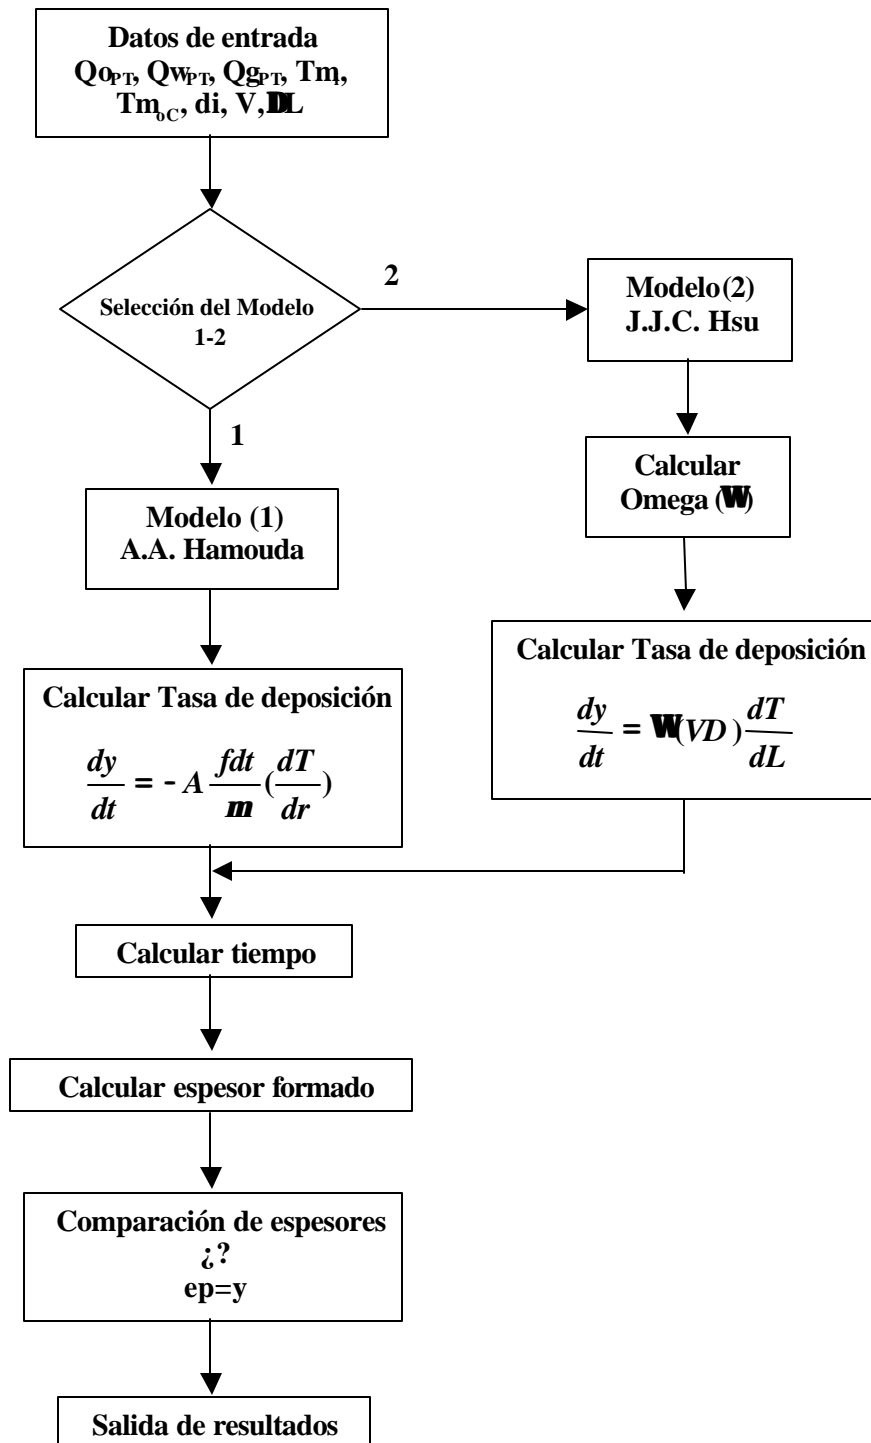 Datos de entrada
Qo_PT, Qw_PT, Qg_PT, Tm_i,
Tm_oC, di, V, DL
Selección del Modelo
1-2
2
Modelo (2)
J.J.C. Hsu
1
Calcular
Omega (W)
Modelo (1)
A.A. Hamouda
Calcular Tasa de deposición
dy/dt = W(VD) dT/dL
Calcular Tasa de deposición
dy/dt = - A fdt/m (dT/dr)
Calcular tiempo
Calcular espesor formado
Comparación de espesores
¿?
ep=y
Salida de resultados